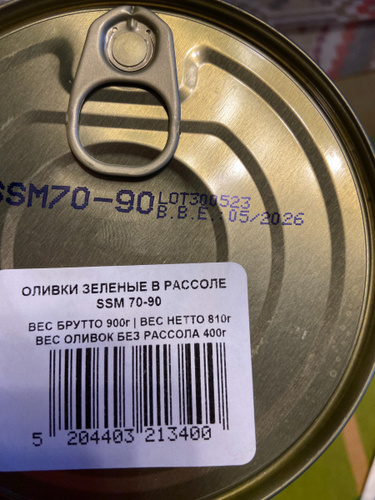 SSM70-90 LOT300523
B.B.E.:05/2026
ОЛИВКИ ЗЕЛЕНЫЕ В РАССОЛЕ
SSM 70-90
ВЕС БРУТТО 900г | ВЕС НЕТТО 810г
ВЕС ОЛИВОК БЕЗ РАССОЛА 400г
5 204403 213400